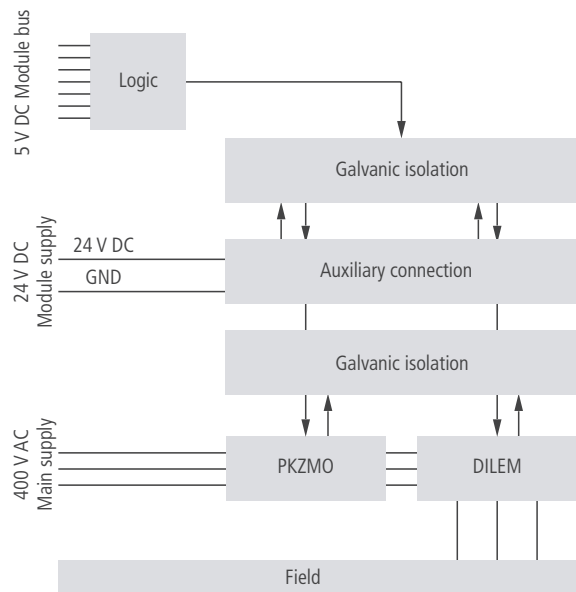 5 V DC Module bus
Logic
Galvanic isolation
24 V DC
Module supply
24 V DC
GND
Auxiliary connection
Galvanic isolation
400 V AC
Main supply
PKZMO
DILEM
Field